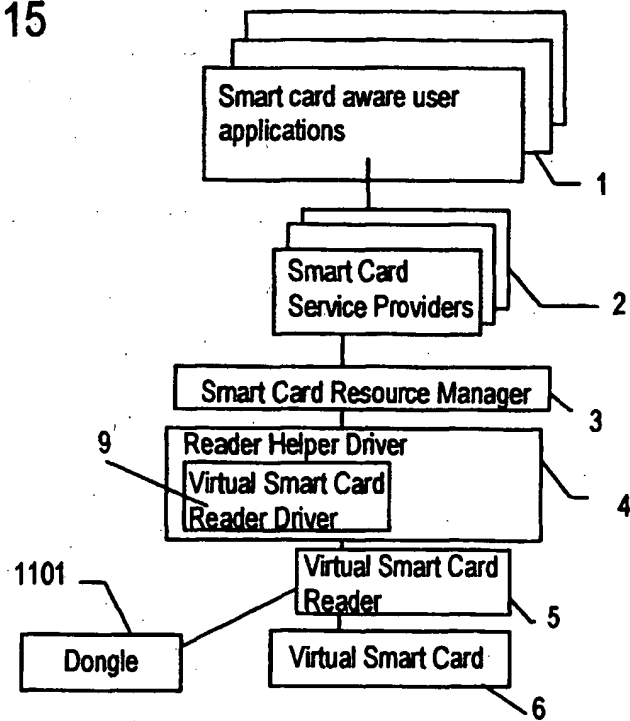 15
Smart card aware user
applications
1
Smart Card
Service Providers
2
Smart Card Resource Manager
3
9
Reader Helper Driver
Virtual Smart Card
Reader Driver
4
1101
Virtual Smart Card
Reader
5
Dongle
Virtual Smart Card
6